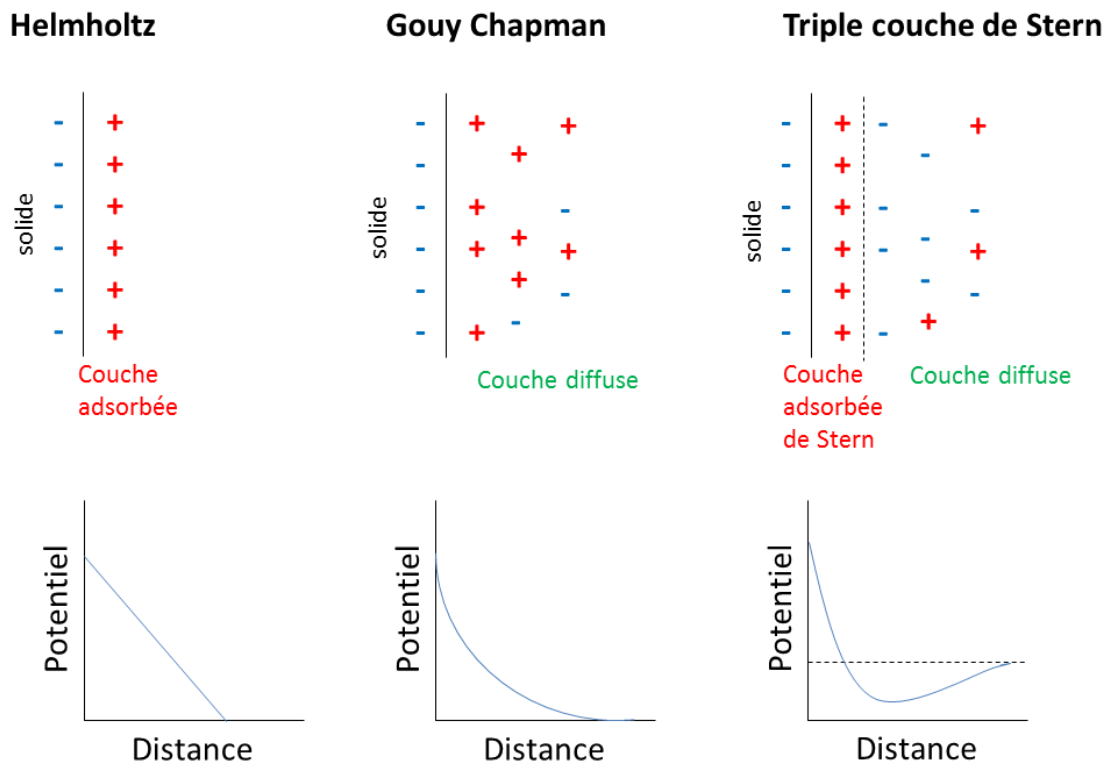 Helmholtz
Gouy Chapman
Triple couche de Stern
solide
- +
- +
- +
- +
- +
- +
Couche
adsorbée
solide
- + +
- +
- + -
- + + +
- + -
- + -
Couche diffuse
solide
- + - +
- + -
- + - -
- + - - +
- + - -
- + - +
Couche
adsorbée
de Stern
Couche diffuse
Potentiel
Distance
Potentiel
Distance
Potentiel
Distance